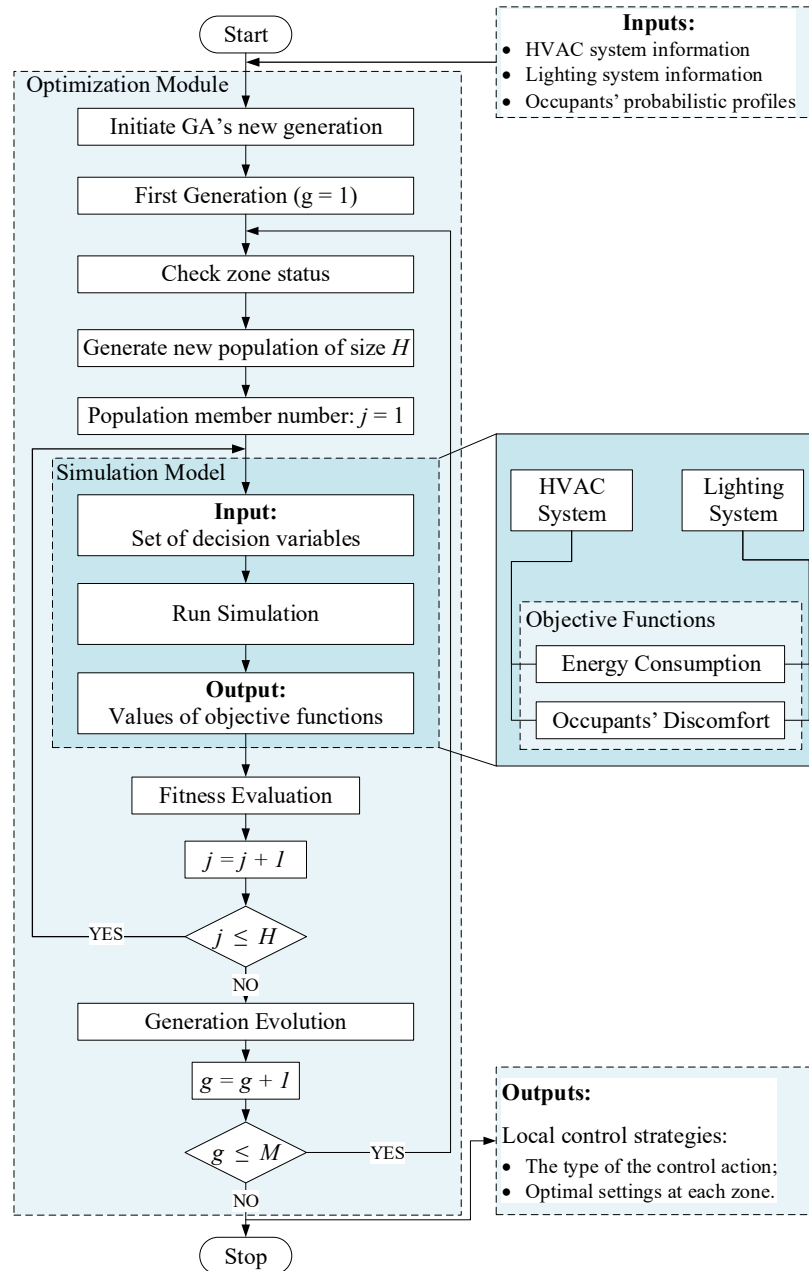 Start
Inputs:
• HVAC system information
• Lighting system information
• Occupants’ probabilistic profiles
Optimization Module
Initiate GA’s new generation
First Generation (g = 1)
Check zone status
Generate new population of size H
Population member number: j = 1
Simulation Model
Input:
Set of decision variables
Run Simulation
Output:
Values of objective functions
HVAC
System
Lighting
System
Objective Functions
Energy Consumption
Occupants’ Discomfort
Fitness Evaluation
j = j + 1
j ≤ H
YES
NO
Generation Evolution
g = g + 1
g ≤ M
YES
NO
Stop
Outputs:
Local control strategies:
• The type of the control action;
• Optimal settings at each zone.